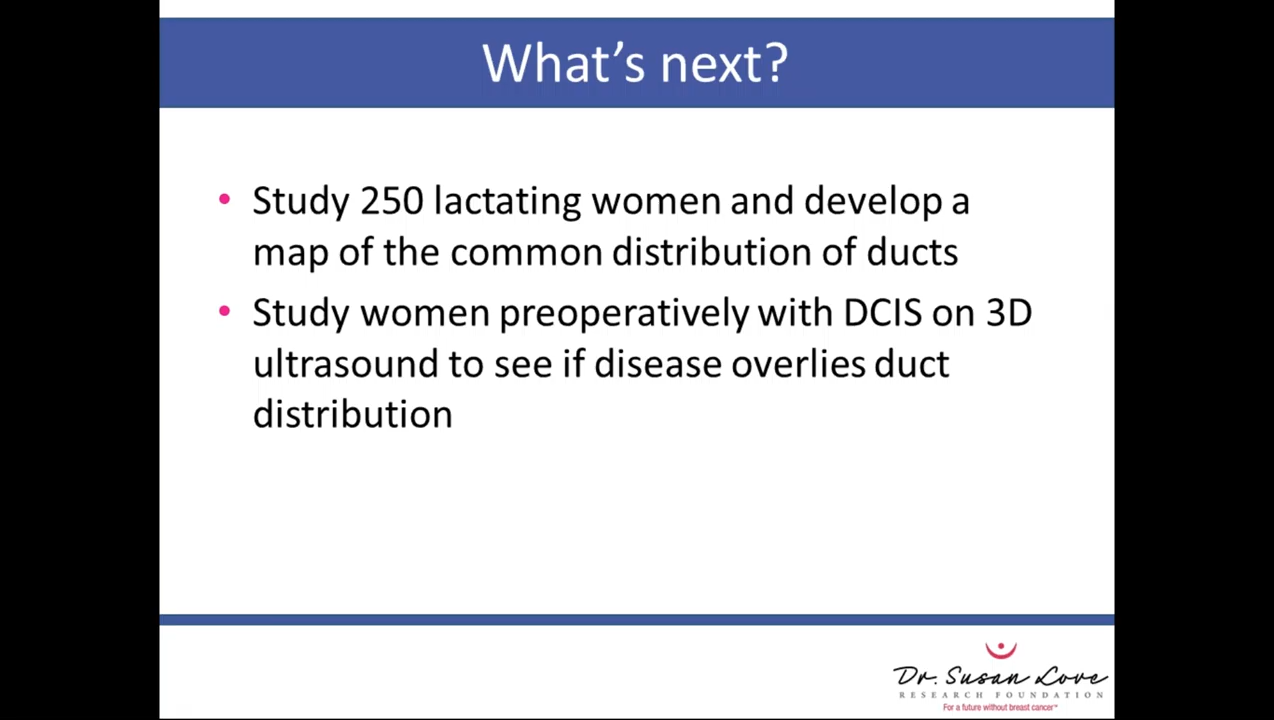 What's next?
• Study 250 lactating women and develop a
map of the common distribution of ducts
• Study women preoperatively with DCIS on 3D
ultrasound to see if disease overlies duct
distribution
Dr. Susan Love
RESEARCH FOUNDATION
For a future without breast cancer™